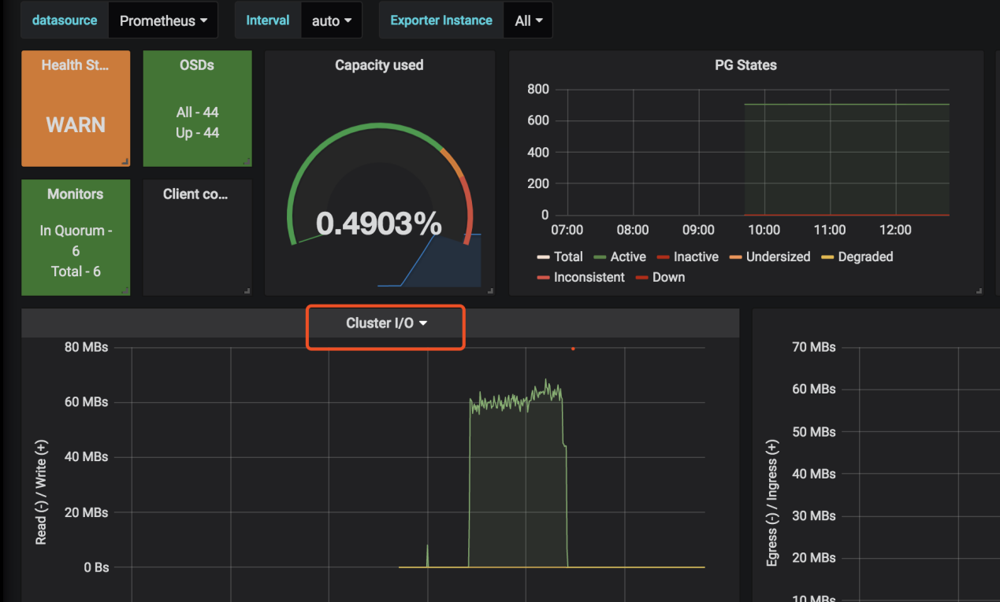 datasource Prometheus Interval auto Exporter Instance All
Health St...
WARN
OSDs
All - 44
Up - 44
Monitors
In Quorum -
6
Total - 6
Client co...
Capacity used
0.4903%
PG States
800
600
400
200
0
07:00 08:00 09:00 10:00 11:00 12:00
Total Active Inactive Undersized Degraded
Inconsistent Down
Cluster I/O
80 MBs
60 MBs
40 MBs
20 MBs
0 Bs
Read (-) / Write (+)
70 MBs
60 MBs
50 MBs
40 MBs
30 MBs
20 MBs
10 MBs
Egress (-) / Ingress (+)